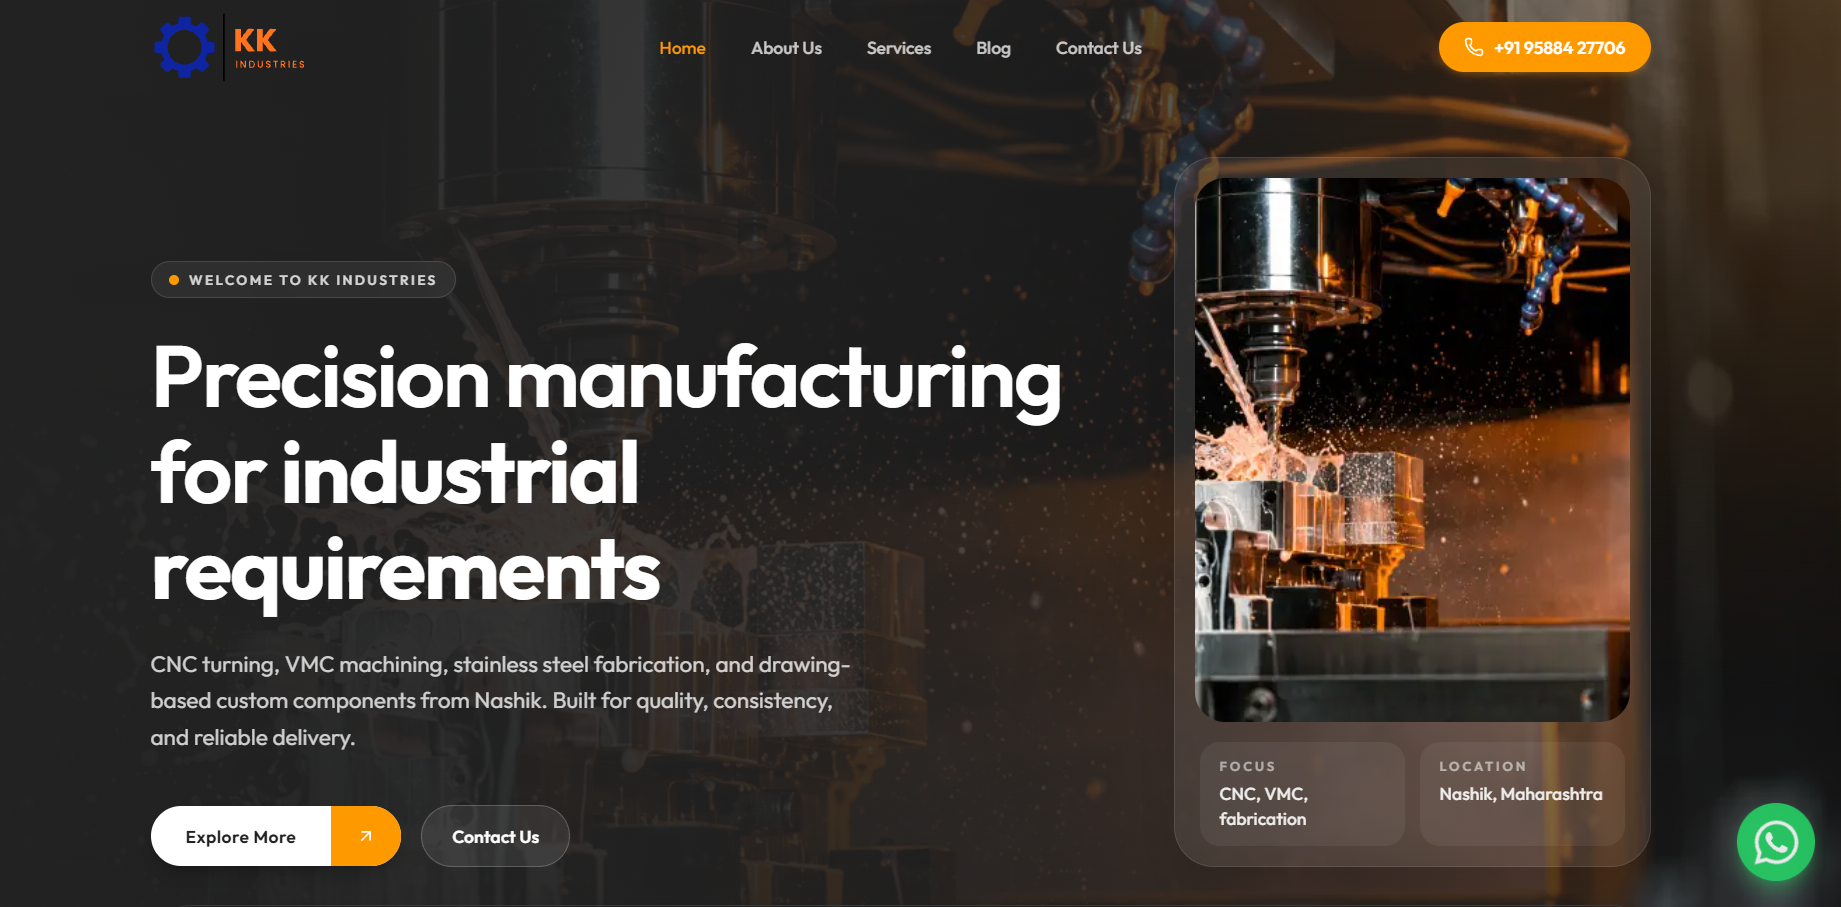 KK
INDUSTRIES
Home
About Us
Services
Blog
Contact Us
+91 95884 27706
WELCOME TO KK INDUSTRIES
Precision manufacturing
for industrial
requirements
CNC turning, VMC machining, stainless steel fabrication, and drawing-
based custom components from Nashik. Built for quality, consistency,
and reliable delivery.
Explore More
Contact Us
FOCUS
CNC, VMC,
fabrication
LOCATION
Nashik, Maharashtra